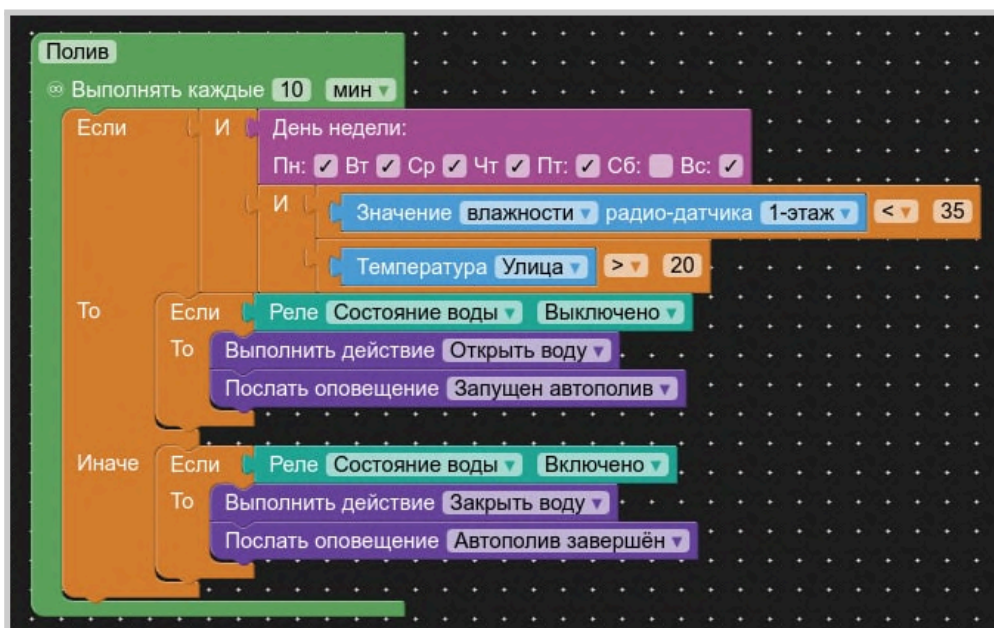 Полив
Выполнять каждые 10 мин
Если И День недели:
Пн: Вт Ср Чт Пт: Сб: Вс:
И Значение влажности радио-датчика 1-этаж < 35
Температура Улица > 20
То Если Реле Состояние воды Выключено
То Выполнить действие Открыть воду
Послать оповещение Запущен автополив
Иначе Если Реле Состояние воды Включено
То Выполнить действие Закрыть воду
Послать оповещение Автополив завершён